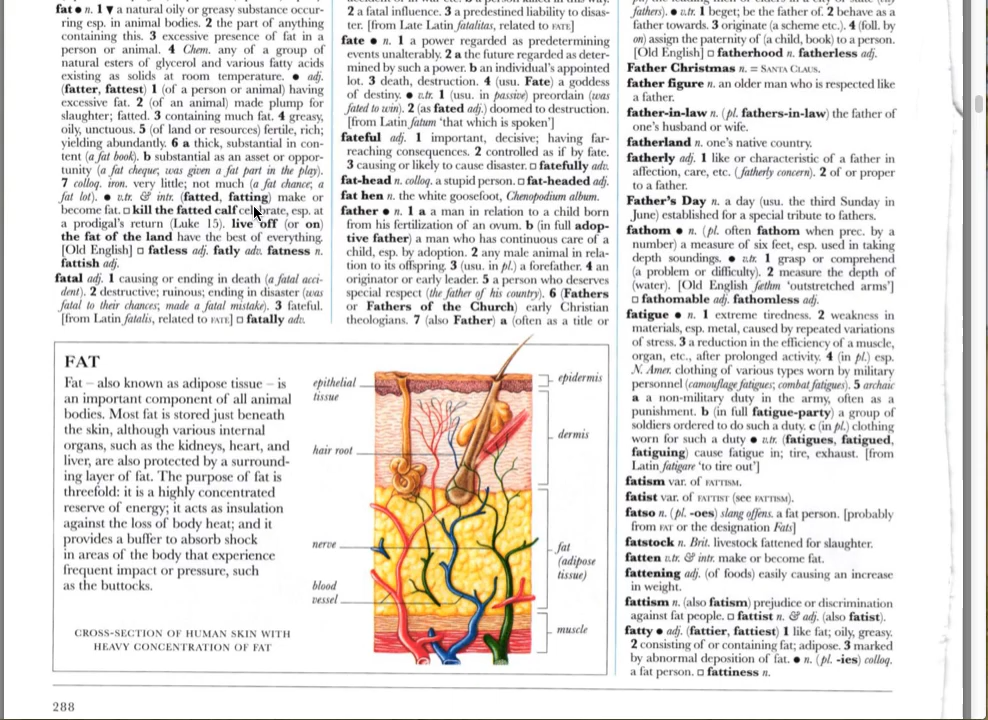 fat ● n. 1 ▼ a natural oily or greasy substance occur-
ring esp. in animal bodies. 2 the part of anything
containing this. 3 excessive presence of fat in a
person or animal. 4 Chem. any of a group of
natural esters of glycerol and various fatty acids
existing as solids at room temperature. ● adj.
(fatter, fattest) 1 (of a person or animal) having
excessive fat. 2 (of an animal) made plump for
slaughter; fatted. 3 containing much fat. 4 greasy,
oily, unctuous. 5 (of land or resources) fertile, rich;
yielding abundantly. 6 a thick, substantial in con-
tent (a fat book). b substantial as an asset or oppor-
tunity (a fat cheque; was given a fat part in the play).
7 colloq. iron. very little; not much (a fat chance; a
fat lot). ● v.tr. & intr. (fatted, fatting) make or
become fat. □ kill the fatted calf celebrate, esp. at
a prodigal's return (Luke 15). live off (or on)
the fat of the land have the best of everything.
[Old English] □ fatless adj. fatly adv. fatness n.
fattish adj.
fatal adj. 1 causing or ending in death (a fatal acci-
dent). 2 destructive; ruinous; ending in disaster (was
fatal to their chances; made a fatal mistake). 3 fateful.
[from Latin fatalis, related to FATE] □ fatally adv.
2 a fatal influence. 3 a predestined liability to disas-
ter. [from Late Latin fatalitas, related to FATE]
fate ● n. 1 a power regarded as predetermining
events unalterably. 2 a the future regarded as deter-
mined by such a power. b an individual's appointed
lot. 3 death, destruction. 4 (usu. Fate) a goddess
of destiny. ● v.tr. 1 (usu. in passive) preordain (was
fated to win). 2 (as fated adj.) doomed to destruction.
[from Latin fatum 'that which is spoken']
fateful adj. 1 important, decisive; having far-
reaching consequences. 2 controlled as if by fate.
3 causing or likely to cause disaster. □ fatefully adv.
fat-head n. colloq. a stupid person. □ fat-headed adj.
fat hen n. the white goosefoot, Chenopodium album.
father ● n. 1 a a man in relation to a child born
from his fertilization of an ovum. b (in full adop-
tive father) a man who has continuous care of a
child, esp. by adoption. 2 any male animal in rela-
tion to its offspring. 3 (usu. in pl.) a forefather. 4 an
originator or early leader. 5 a person who deserves
special respect (the father of his country). 6 (Fathers
or Fathers of the Church) early Christian
theologians. 7 (also Father) a (often as a title or
fathers). ● v.tr. 1 beget; be the father of. 2 behave as a
father towards. 3 originate (a scheme etc.). 4 (foll. by
on) assign the paternity of (a child, book) to a person.
[Old English] □ fatherhood n. fatherless adj.
Father Christmas n. = SANTA CLAUS.
father figure n. an older man who is respected like
a father.
father-in-law n. (pl. fathers-in-law) the father of
one's husband or wife.
fatherland n. one's native country.
fatherly adj. 1 like or characteristic of a father in
affection, care, etc. (fatherly concern). 2 of or proper
to a father.
Father's Day n. a day (usu. the third Sunday in
June) established for a special tribute to fathers.
fathom ● n. (pl. often fathom when prec. by a
number) a measure of six feet, esp. used in taking
depth soundings. ● v.tr. 1 grasp or comprehend
(a problem or difficulty). 2 measure the depth of
(water). [Old English fæthm 'outstretched arms']
□ fathomable adj. fathomless adj.
fatigue ● n. 1 extreme tiredness. 2 weakness in
materials, esp. metal, caused by repeated variations
of stress. 3 a reduction in the efficiency of a muscle,
organ, etc., after prolonged activity. 4 (in pl.) esp.
N. Amer. clothing of various types worn by military
personnel (camouflage fatigues; combat fatigues). 5 archaic
a a non-military duty in the army, often as a
punishment. b (in full fatigue-party) a group of
soldiers ordered to do such a duty. c (in pl.) clothing
worn for such a duty ● v.tr. (fatigues, fatigued,
fatiguing) cause fatigue in; tire, exhaust. [from
Latin fatigare 'to tire out']
fatism var. of FATTISM.
fatist var. of FATTIST (see FATTISM).
fatso n. (pl. -oes) slang offens. a fat person. [probably
from FAT or the designation Fats]
fatstock n. Brit. livestock fattened for slaughter.
fatten v.tr. & intr. make or become fat.
fattening adj. (of foods) easily causing an increase
in weight.
fattism n. (also fatism) prejudice or discrimination
against fat people. □ fattist n. & adj. (also fatist).
fatty ● adj. (fattier, fattiest) 1 like fat; oily, greasy.
2 consisting of or containing fat; adipose. 3 marked
by abnormal deposition of fat. ● n. (pl. -ies) colloq.
a fat person. □ fattiness n.
FAT
Fat – also known as adipose tissue – is
an important component of all animal
bodies. Most fat is stored just beneath
the skin, although various internal
organs, such as the kidneys, heart, and
liver, are also protected by a surround-
ing layer of fat. The purpose of fat is
threefold: it is a highly concentrated
reserve of energy; it acts as insulation
against the loss of body heat; and it
provides a buffer to absorb shock
in areas of the body that experience
frequent impact or pressure, such
as the buttocks.
CROSS-SECTION OF HUMAN SKIN WITH
HEAVY CONCENTRATION OF FAT
epithelial
tissue
hair root
nerve
blood
vessel
epidermis
dermis
fat
(adipose
tissue)
muscle
288